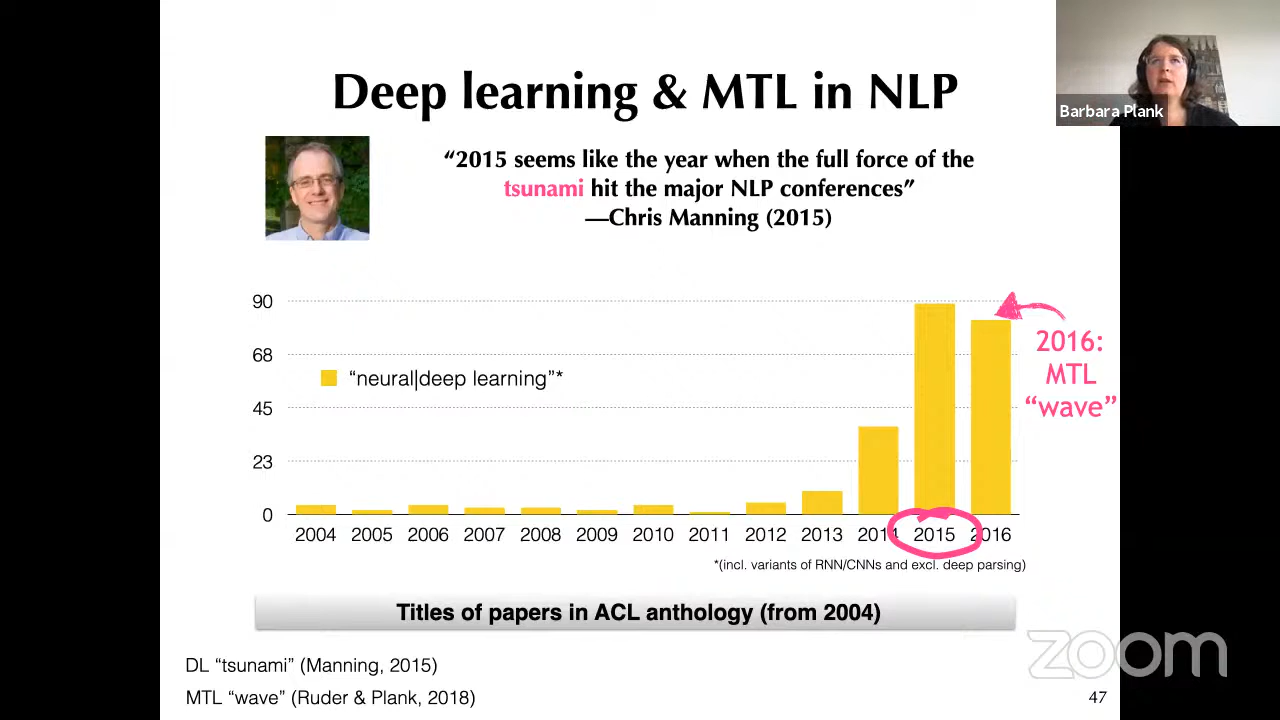 Deep learning & MTL in NLP
Barbara Plank
“2015 seems like the year when the full force of the
tsunami hit the major NLP conferences”
—Chris Manning (2015)
90
68
45
23
0
“neural|deep learning”*
2016:
MTL
“wave”
2004 2005 2006 2007 2008 2009 2010 2011 2012 2013 2014 2015 2016
*(incl. variants of RNN/CNNs and excl. deep parsing)
Titles of papers in ACL anthology (from 2004)
DL “tsunami” (Manning, 2015)
MTL “wave” (Ruder & Plank, 2018)
zoom
47